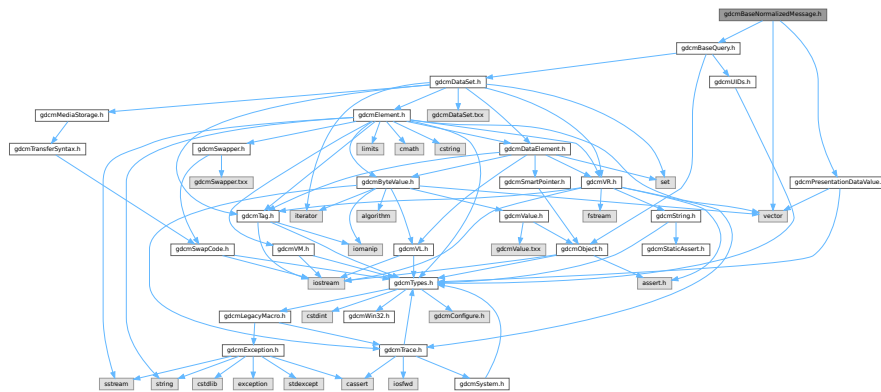 gdcmBaseNormalizedMessage.h
gdcmBaseQuery.h
gdcmDataSet.h
gdcmUIDs.h
gdcmMediaStorage.h
gdcmElement.h
gdcmDataSet.txx
gdcmTransferSyntax.h
gdcmSwapper.h
limits
cmath
cstring
gdcmDataElement.h
gdcmSwapper.txx
gdcmByteValue.h
gdcmSmartPointer.h
gdcmVR.h
set
gdcmPresentationDataValue.
gdcmTag.h
iterator
algorithm
gdcmValue.h
fstream
gdcmString.h
vector
gdcmSwapCode.h
gdcmVM.h
iomanip
gdcmVL.h
gdcmValue.txx
gdcmObject.h
gdcmStaticAssert.h
iostream
gdcmTypes.h
assert.h
gdcmLegacyMacro.h
cstdint
gdcmWin32.h
gdcmConfigure.h
gdcmException.h
gdcmTrace.h
sstream
string
cstdlib
exception
stdexcept
cassert
iosfwd
gdcmSystem.h